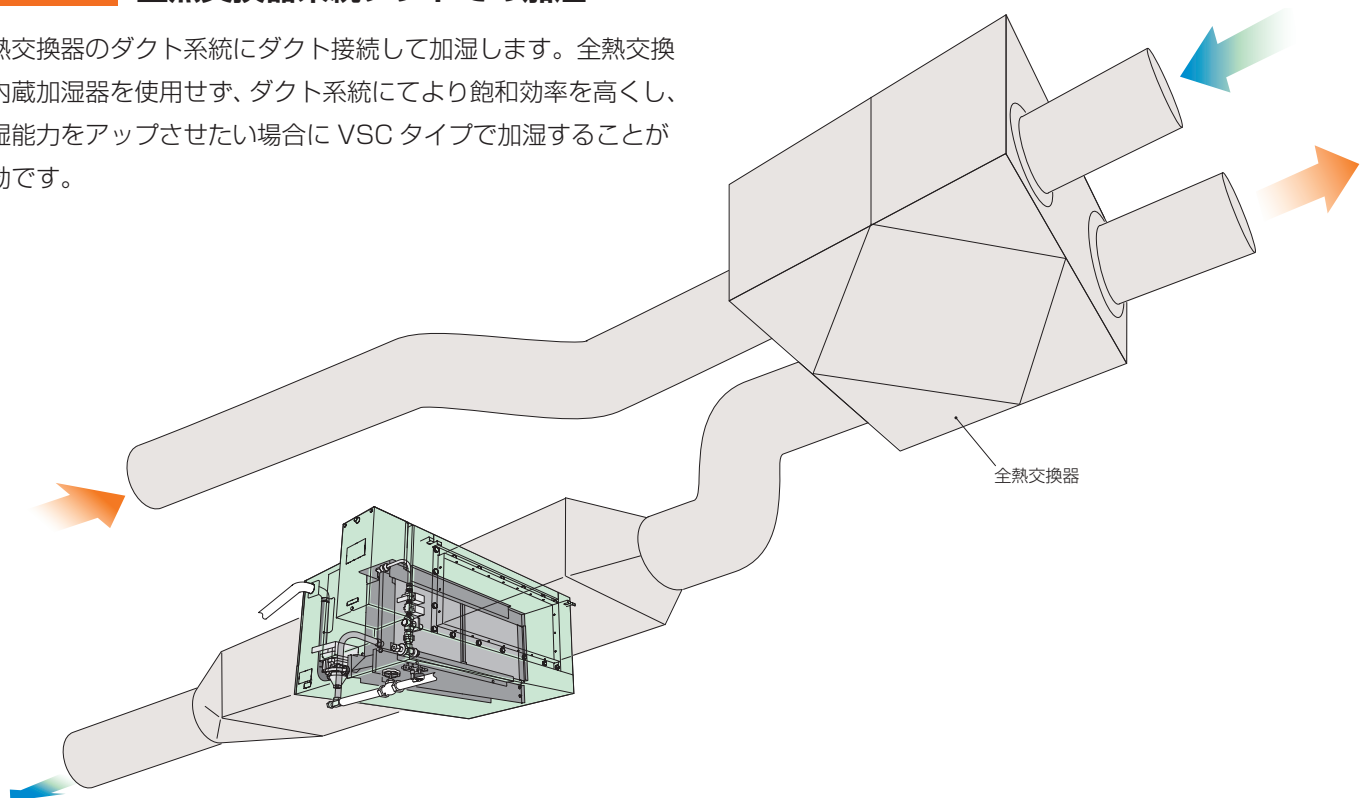 熱交換器のダクト系統にダクト接続して加湿します。全熱交換
内蔵加湿器を使用せず、ダクト系統にてより飽和効率を高くし、
湿能力をアップさせたい場合に VSC タイプで加湿することが
効です。
全熱交換器